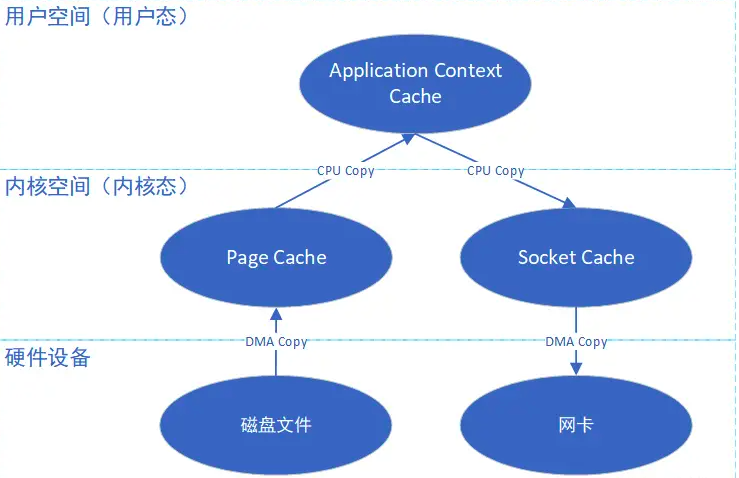 用户空间（用户态）
Application Context
Cache
CPU Copy
CPU Copy
内核空间（内核态）
Page Cache
Socket Cache
DMA Copy
DMA Copy
硬件设备
磁盘文件
网卡